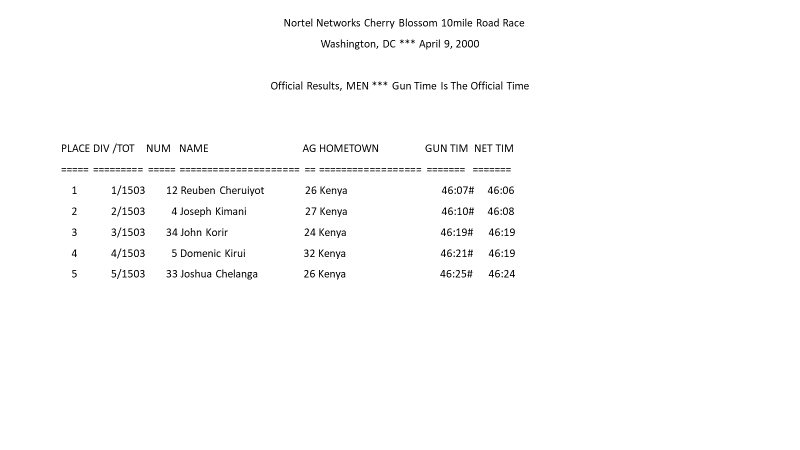 Nortel Networks Cherry Blossom 10mile Road Race
Washington, DC *** April 9, 2000
Official Results, MEN *** Gun Time Is The Official Time
PLACE DIV /TOT NUM NAME AG HOMETOWN GUN TIM NET TIM
===== ========= ===== ====================== == =================== ======= =======
1 1/1503 12 Reuben Cheruiyot 26 Kenya 46:07# 46:06
2 2/1503 4 Joseph Kimani 27 Kenya 46:10# 46:08
3 3/1503 34 John Korir 24 Kenya 46:19# 46:19
4 4/1503 5 Domenic Kirui 32 Kenya 46:21# 46:19
5 5/1503 33 Joshua Chelanga 26 Kenya 46:25# 46:24